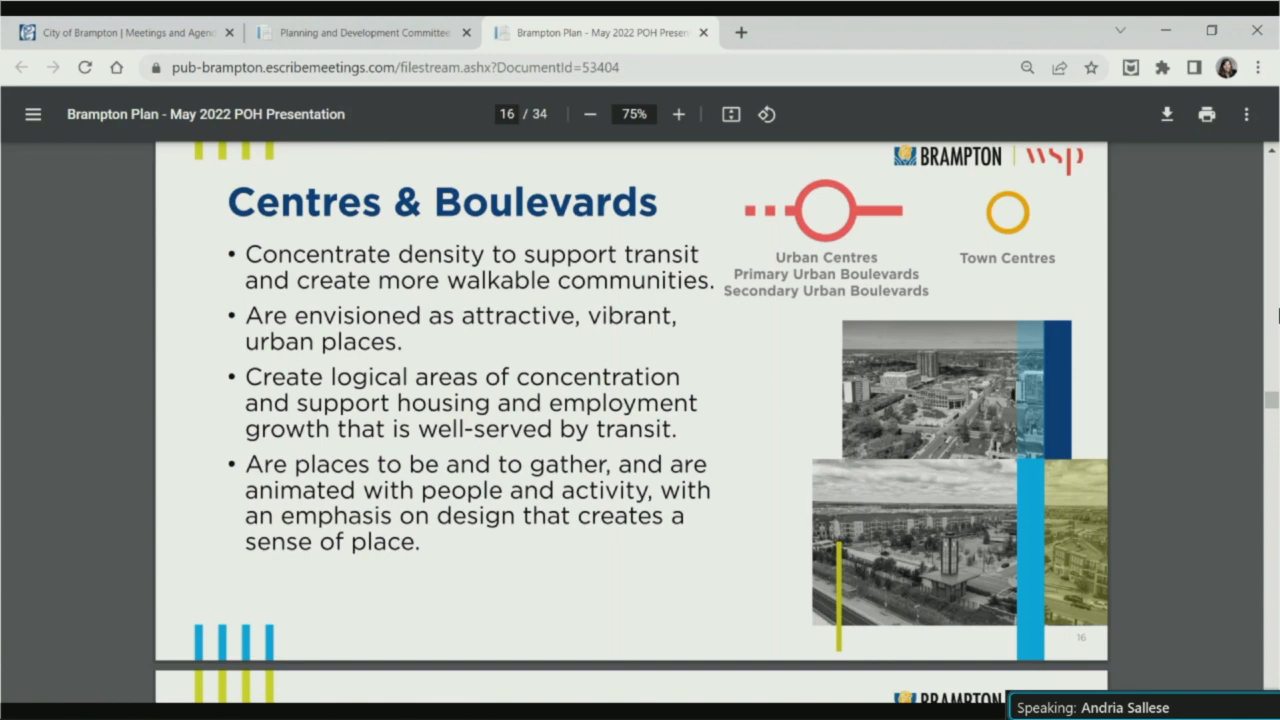 City of Brampton | Meetings and Agen
Planning and Development Committee
Brampton Plan - May 2022 POH Presen
pub-brampton.escribemeetings.com/filestream.ashx?DocumentId=53404
Brampton Plan - May 2022 POH Presentation
16 / 34
75%
BRAMPTON
wsp
Centres & Boulevards
• Concentrate density to support transit
and create more walkable communities.
• Are envisioned as attractive, vibrant,
urban places.
• Create logical areas of concentration
and support housing and employment
growth that is well-served by transit.
• Are places to be and to gather, and are
animated with people and activity, with
an emphasis on design that creates a
sense of place.
Urban Centres
Primary Urban Boulevards
Secondary Urban Boulevards
Town Centres
16
BRAMPTON
Speaking: Andria Sallese